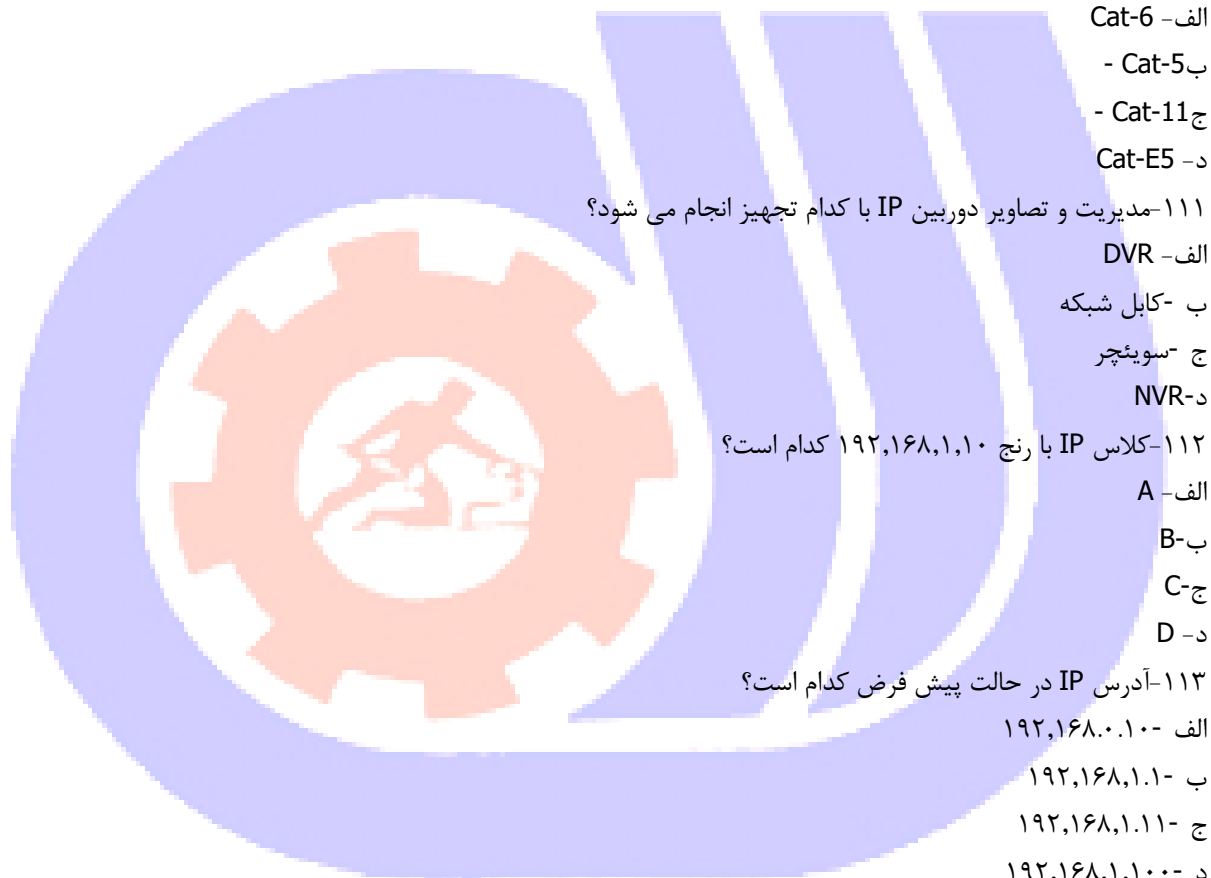 الف- Cat-6
ب Cat-5 -
ج Cat-11 -
د- Cat-E5
۱۱۱-مدیریت و تصاویر دوربین IP با کدام تجهیز انجام می شود؟
الف- DVR
ب -کابل شبکه
ج -سوئیچر
د-NVR
۱۱۲-کلاس IP با رنج ۱۹۲,۱۶۸,۱,۱۰ کدام است؟
الف- A
ب-B
ج-C
د- D
۱۱۳-آدرس IP در حالت پیش فرض کدام است؟
الف -۱۹۲,۱۶۸.۰.۱۰
ب -۱۹۲,۱۶۸,۱.۱
ج -۱۹۲,۱۶۸,۱.۱۱
د -۱۹۲,۱۶۸,۱,۱۰۰